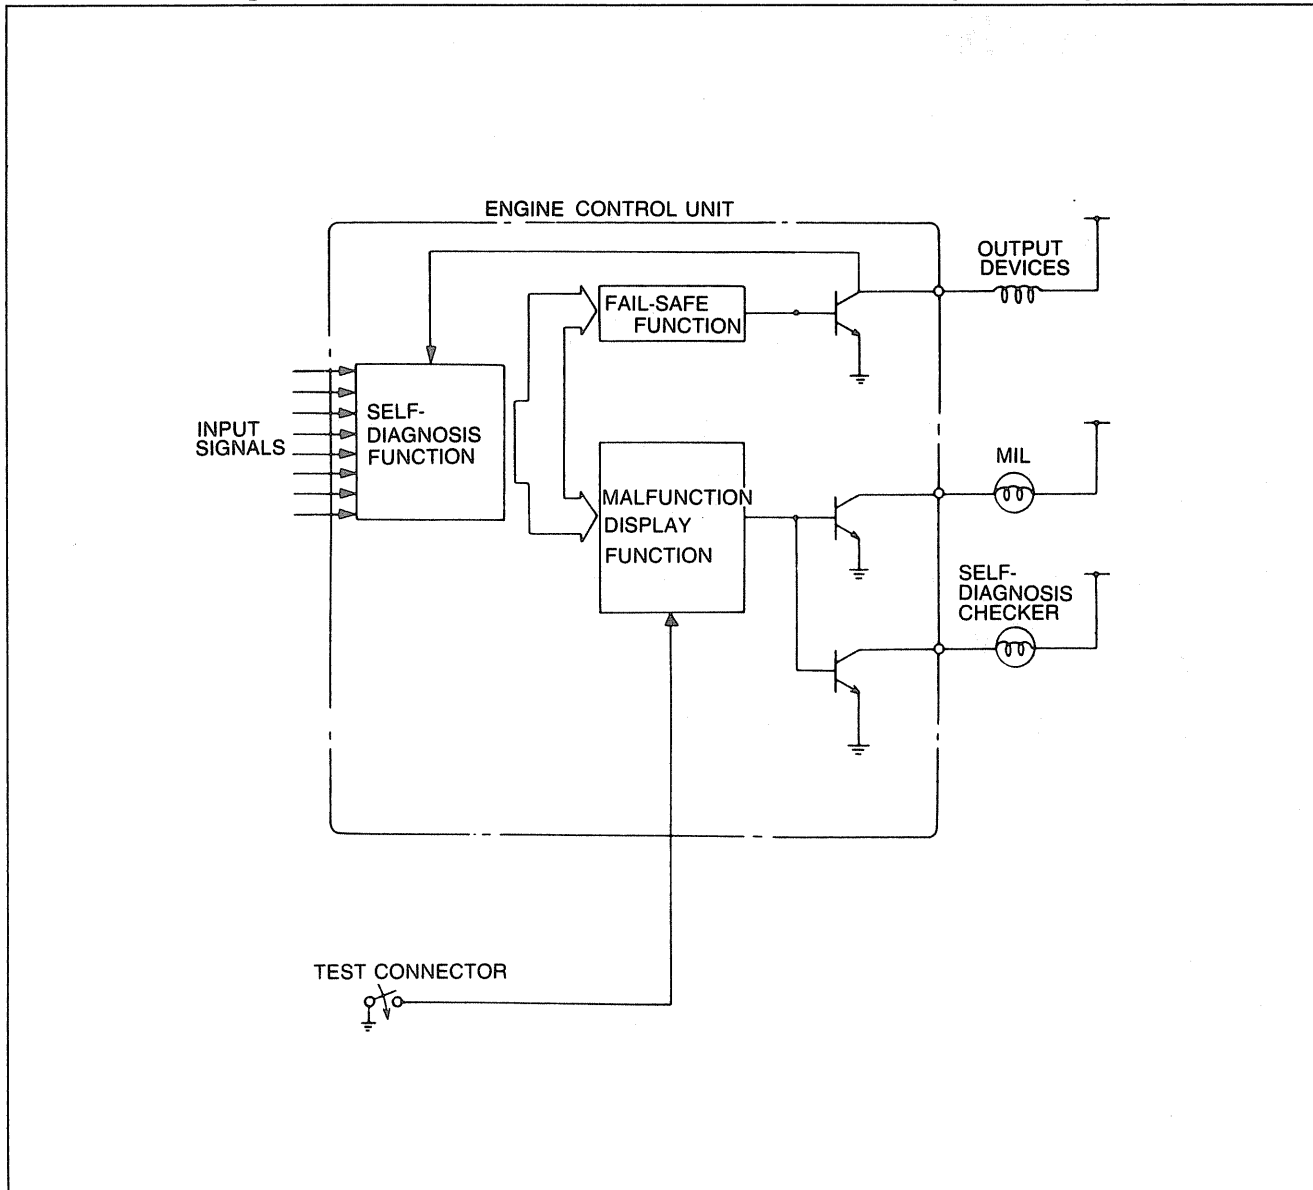 ENGINE CONTROL UNIT
OUTPUT
DEVICES
FAIL-SAFE
FUNCTION
INPUT
SIGNALS
SELF-
DIAGNOSIS
FUNCTION
MALFUNCTION
DISPLAY
FUNCTION
MIL
SELF-
DIAGNOSIS
CHECKER
TEST CONNECTOR